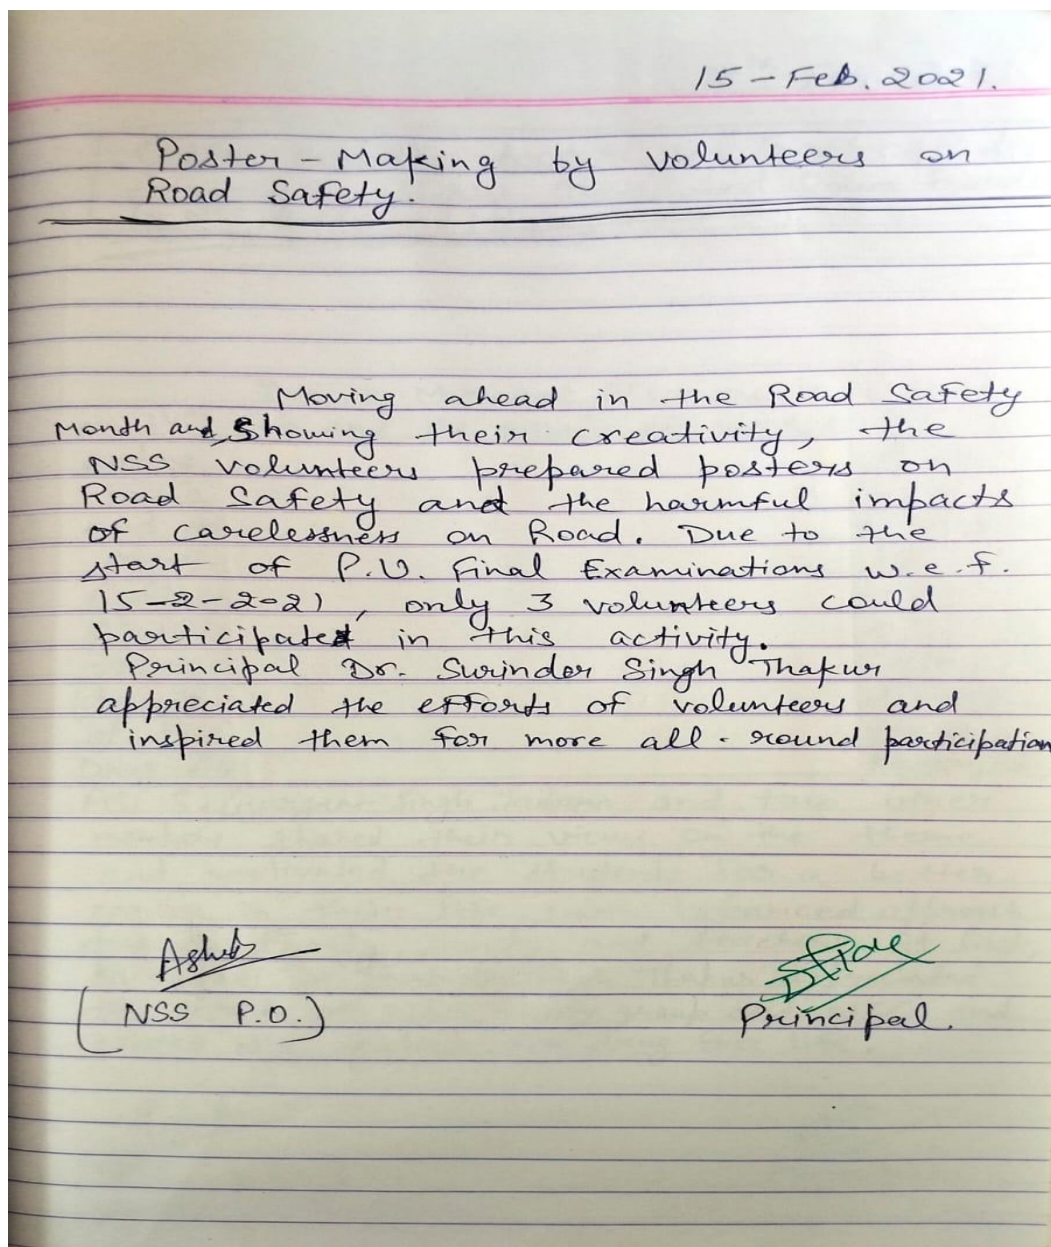 15-Feb. 2021.
Poster-Making by Volunteers on
Road Safety.
Moving ahead in the Road Safety
Month and showing their creativity, the
NSS volunteers prepared posters on
Road Safety and the harmful impacts
of carelessness on Road. Due to the
start of P.U. Final Examinations w.e.f.
15-2-2021, only 3 volunteers could
participate in this activity.
Principal Dr. Surinder Singh Thakur
appreciated the efforts of volunteers and
inspired them for more all-round participation
(NSS P.O.)
Principal.